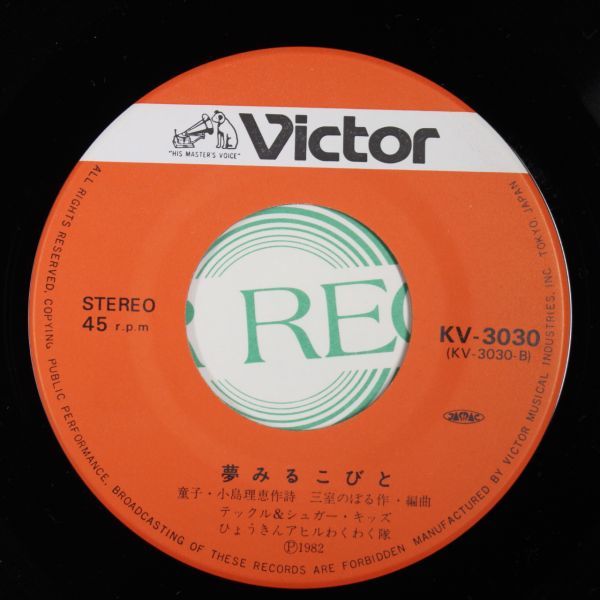 Victor
"HIS MASTER'S VOICE"
STEREO
45 r.p.m
R REC
KV-3030
(KV-3030-B)
JASRAC
夢みるこびと
童子・小島理恵作詩 三室のぼる作・編曲
テックル&シュガー・キッズ
ひょうきんアヒルわくわく隊
Ⓟ1982
ALL RIGHTS RESERVED, COPYING, PUBLIC PERFORMANCE, BROADCASTING OF THESE RECORDS ARE FORBIDDEN MANUFACTURED BY VICTOR MUSICAL INDUSTRIES, INC. TOKYO, JAPAN